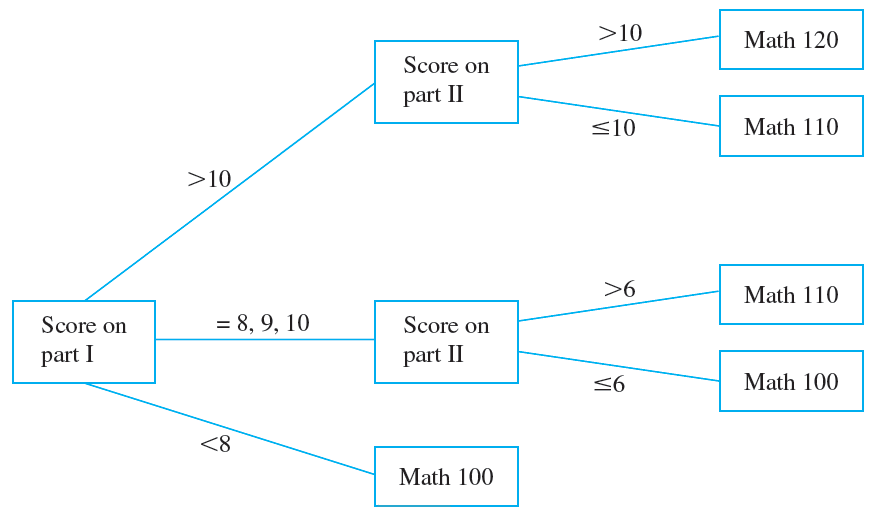 >10
Math 120
Score on
part II
≤10
Math 110
>10
>6
Math 110
Score on
part I
= 8, 9, 10
Score on
part II
≤6
Math 100
<8
Math 100